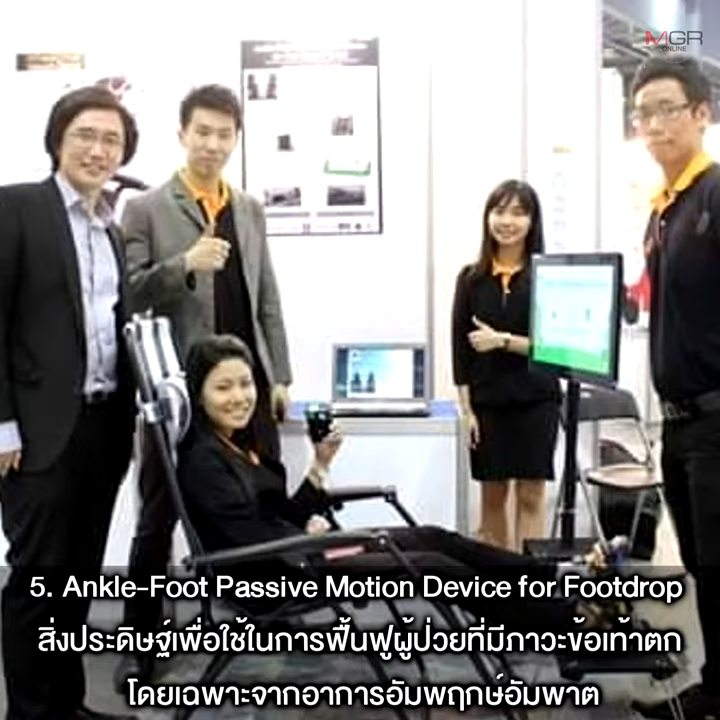 MGR
ONLINE
5. Ankle-Foot Passive Motion Device for Footdrop
สิ่งประดิษฐ์เพื่อใช้ในการฟื้นฟูผู้ป่วยที่มีภาวะข้อเท้าตก
โดยเฉพาะจากอาการอัมพฤกษ์อัมพาต